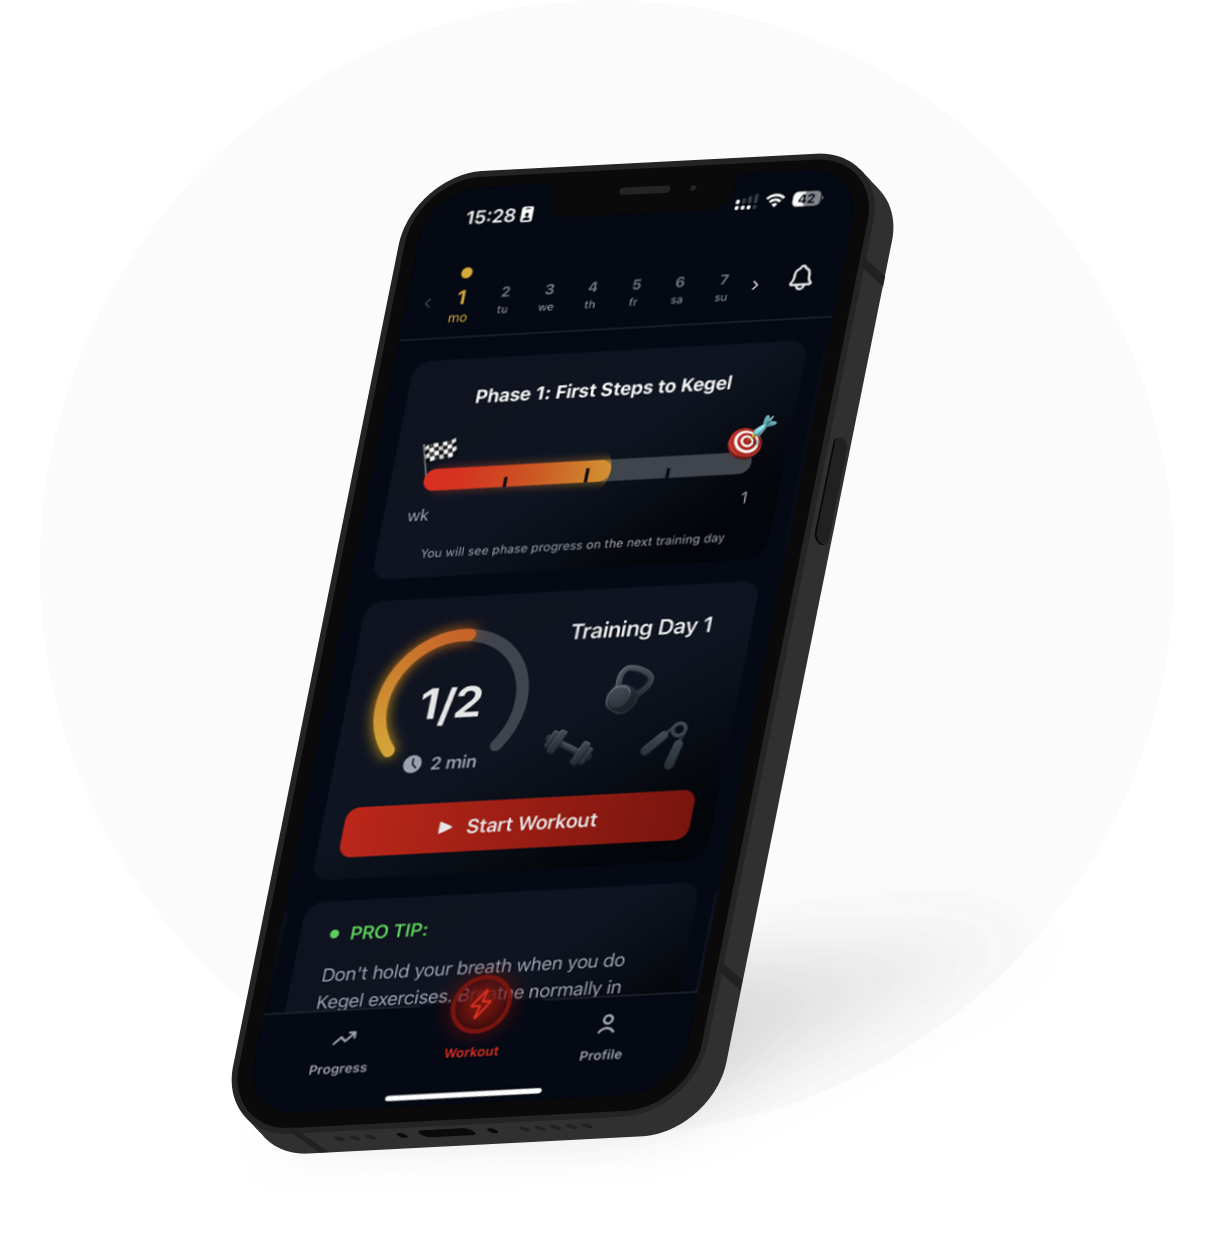 15:28
42
1 2 3 4 5 6 7
mo tu we th fr sa su
Phase 1: First Steps to Kegel
wk 1
You will see phase progress on the next training day
Training Day 1
1/2
2 min
Start Workout
PRO TIP:
Don't hold your breath when you do
Kegel exercises. Breathe normally in
Progress
Workout
Profile